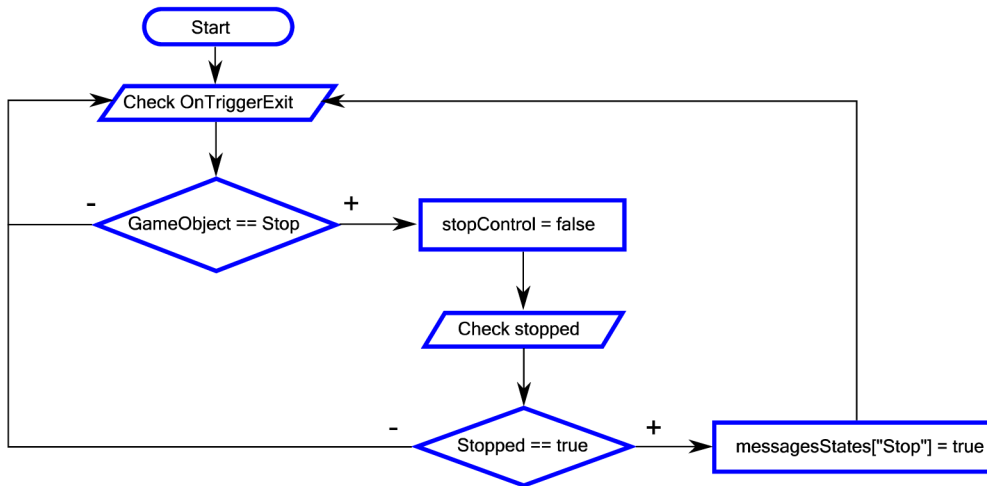 Start
Check OnTriggerExit
-
+
GameObject == Stop
stopControl = false
Check stopped
-
+
Stopped == true
messagesStates["Stop"] = true